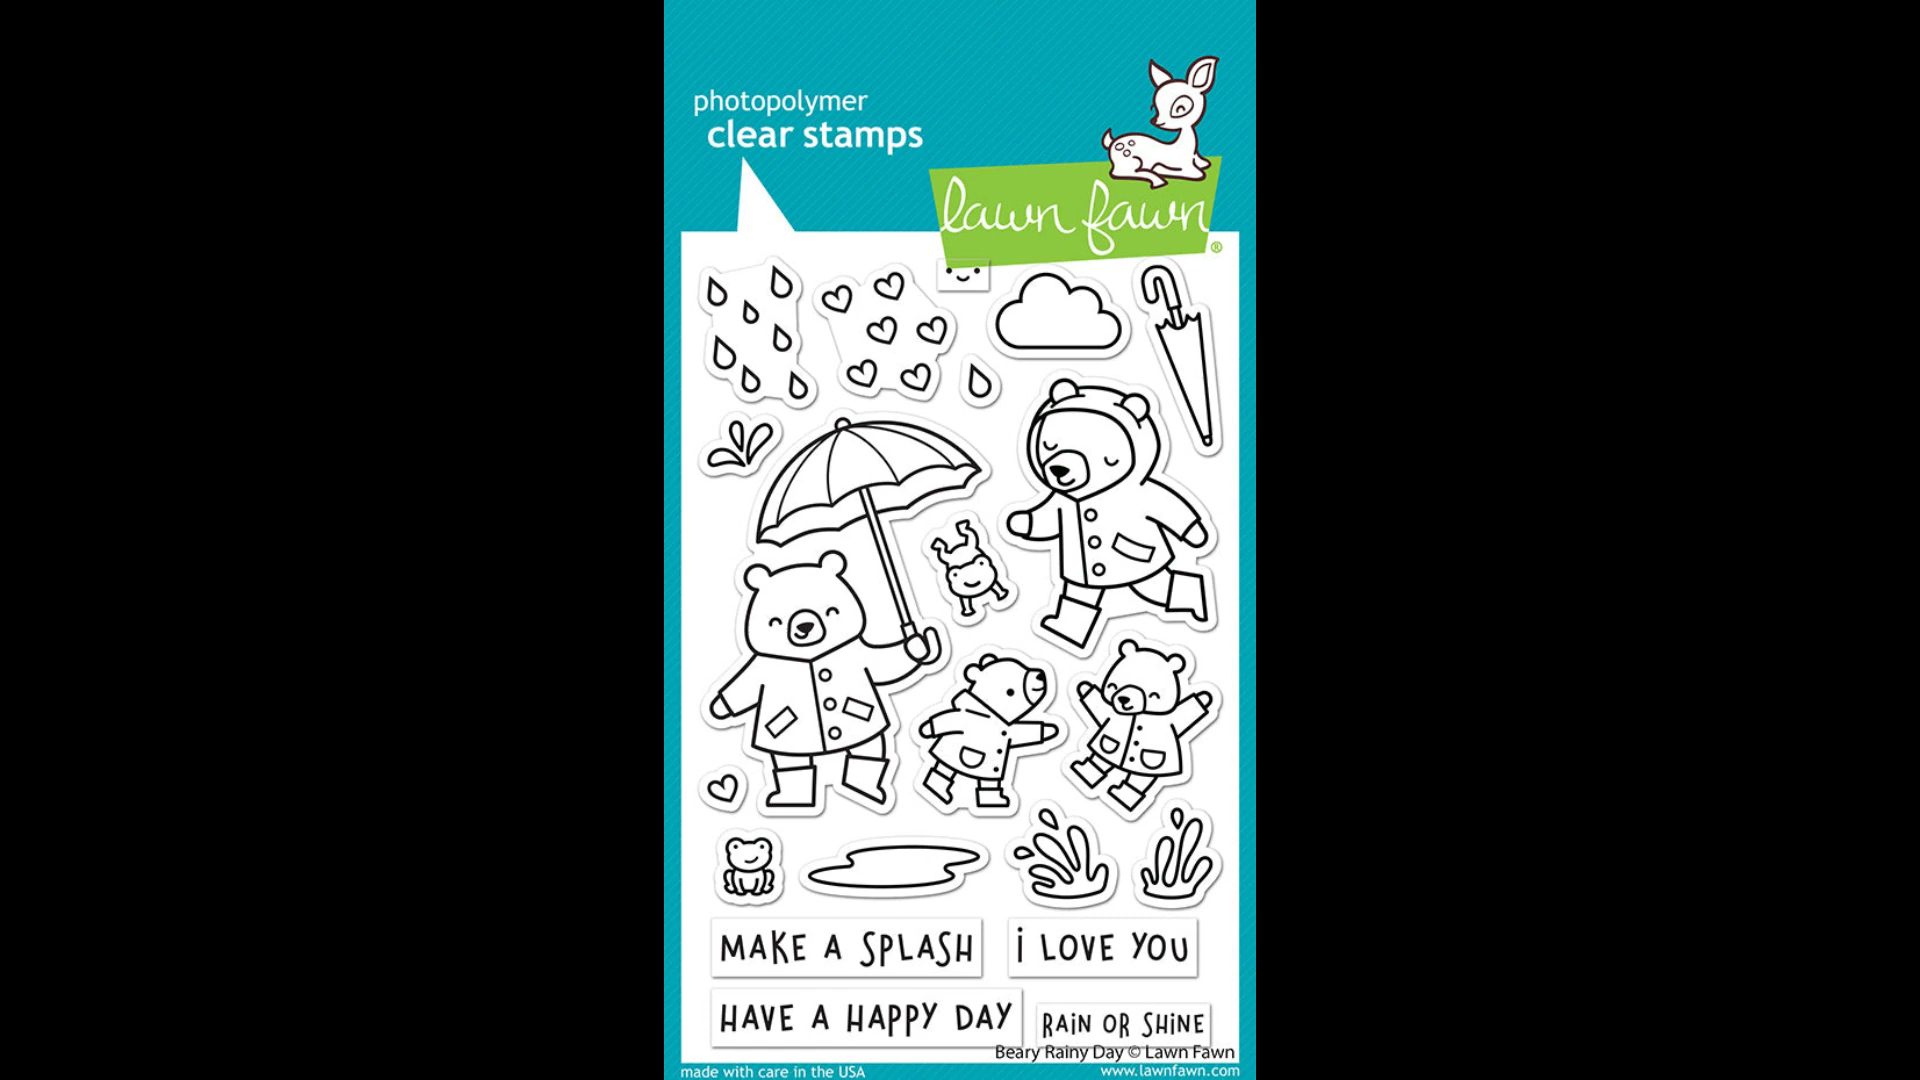 photopolymer
clear stamps
lawn fawn
®
MAKE A SPLASH
i LOVE YOU
HAVE A HAPPY DAY
RAiN OR SHiNE
Beary Rainy Day © Lawn Fawn
made with care in the USA
www.lawnfawn.com